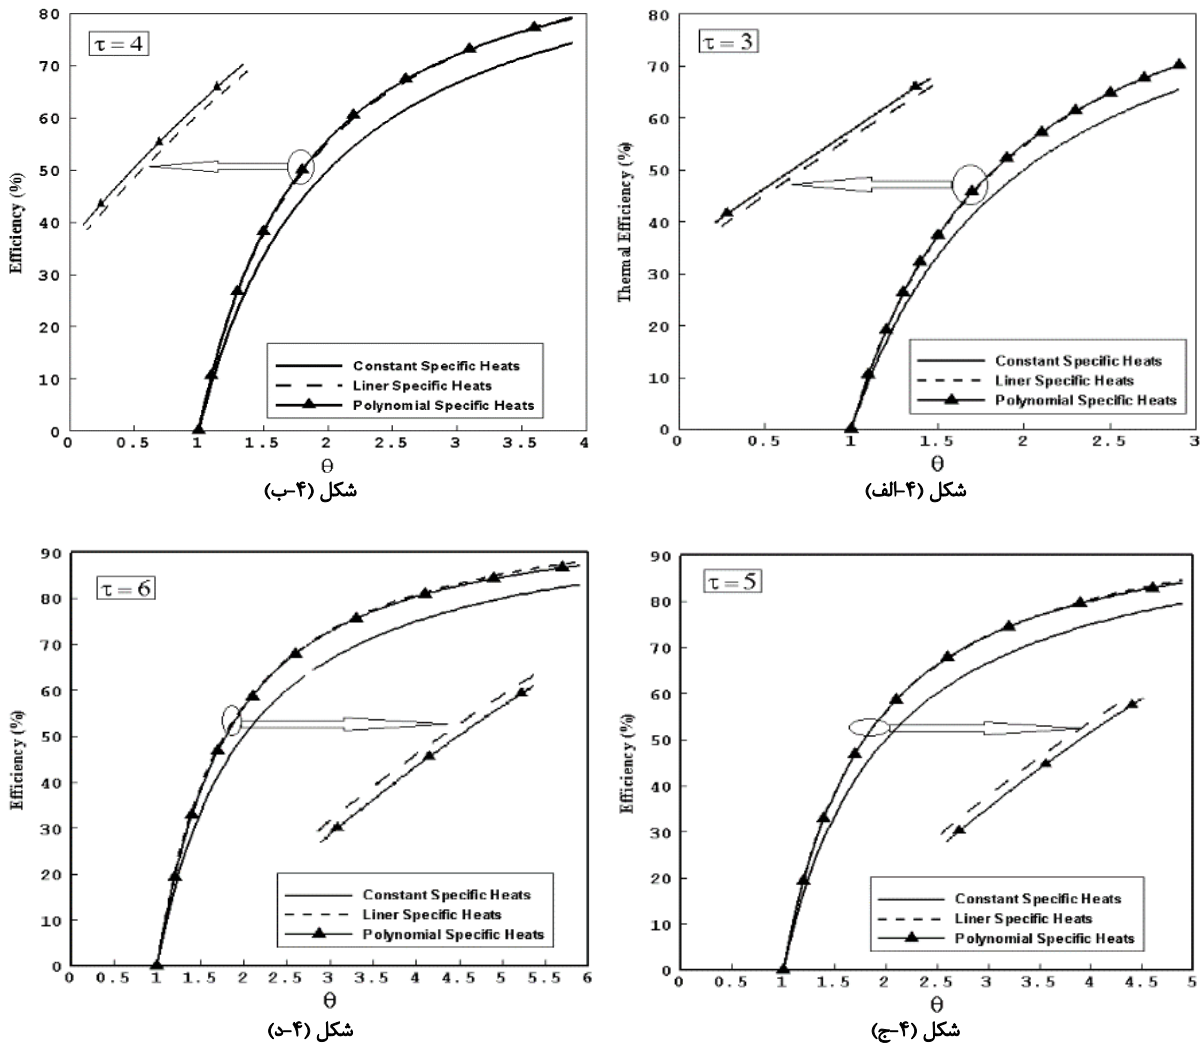 τ = 4
Efficiency (%)
80
70
60
50
40
30
20
10
0
0 0.5 1 1.5 2 2.5 3 3.5 4
θ
Constant Specific Heats
Liner Specific Heats
Polynomial Specific Heats
شکل (۴-ب)
τ = 3
Thermal Efficiency (%)
80
70
60
50
40
30
20
10
0
0 0.5 1 1.5 2 2.5 3
θ
Constant Specific Heats
Liner Specific Heats
Polynomial Specific Heats
شکل (۴-الف)
τ = 6
Efficiency (%)
90
80
70
60
50
40
30
20
10
0
0 0.5 1 1.5 2 2.5 3 3.5 4 4.5 5 5.5 6
θ
Constant Specific Heats
Liner Specific Heats
Polynomial Specific Heats
شکل (۴-د)
τ = 5
Efficiency (%)
90
80
70
60
50
40
30
20
10
0
0 0.5 1 1.5 2 2.5 3 3.5 4 4.5 5
θ
Constant Specific Heats
Liner Specific Heats
Polynomial Specific Heats
شکل (۴-ج)